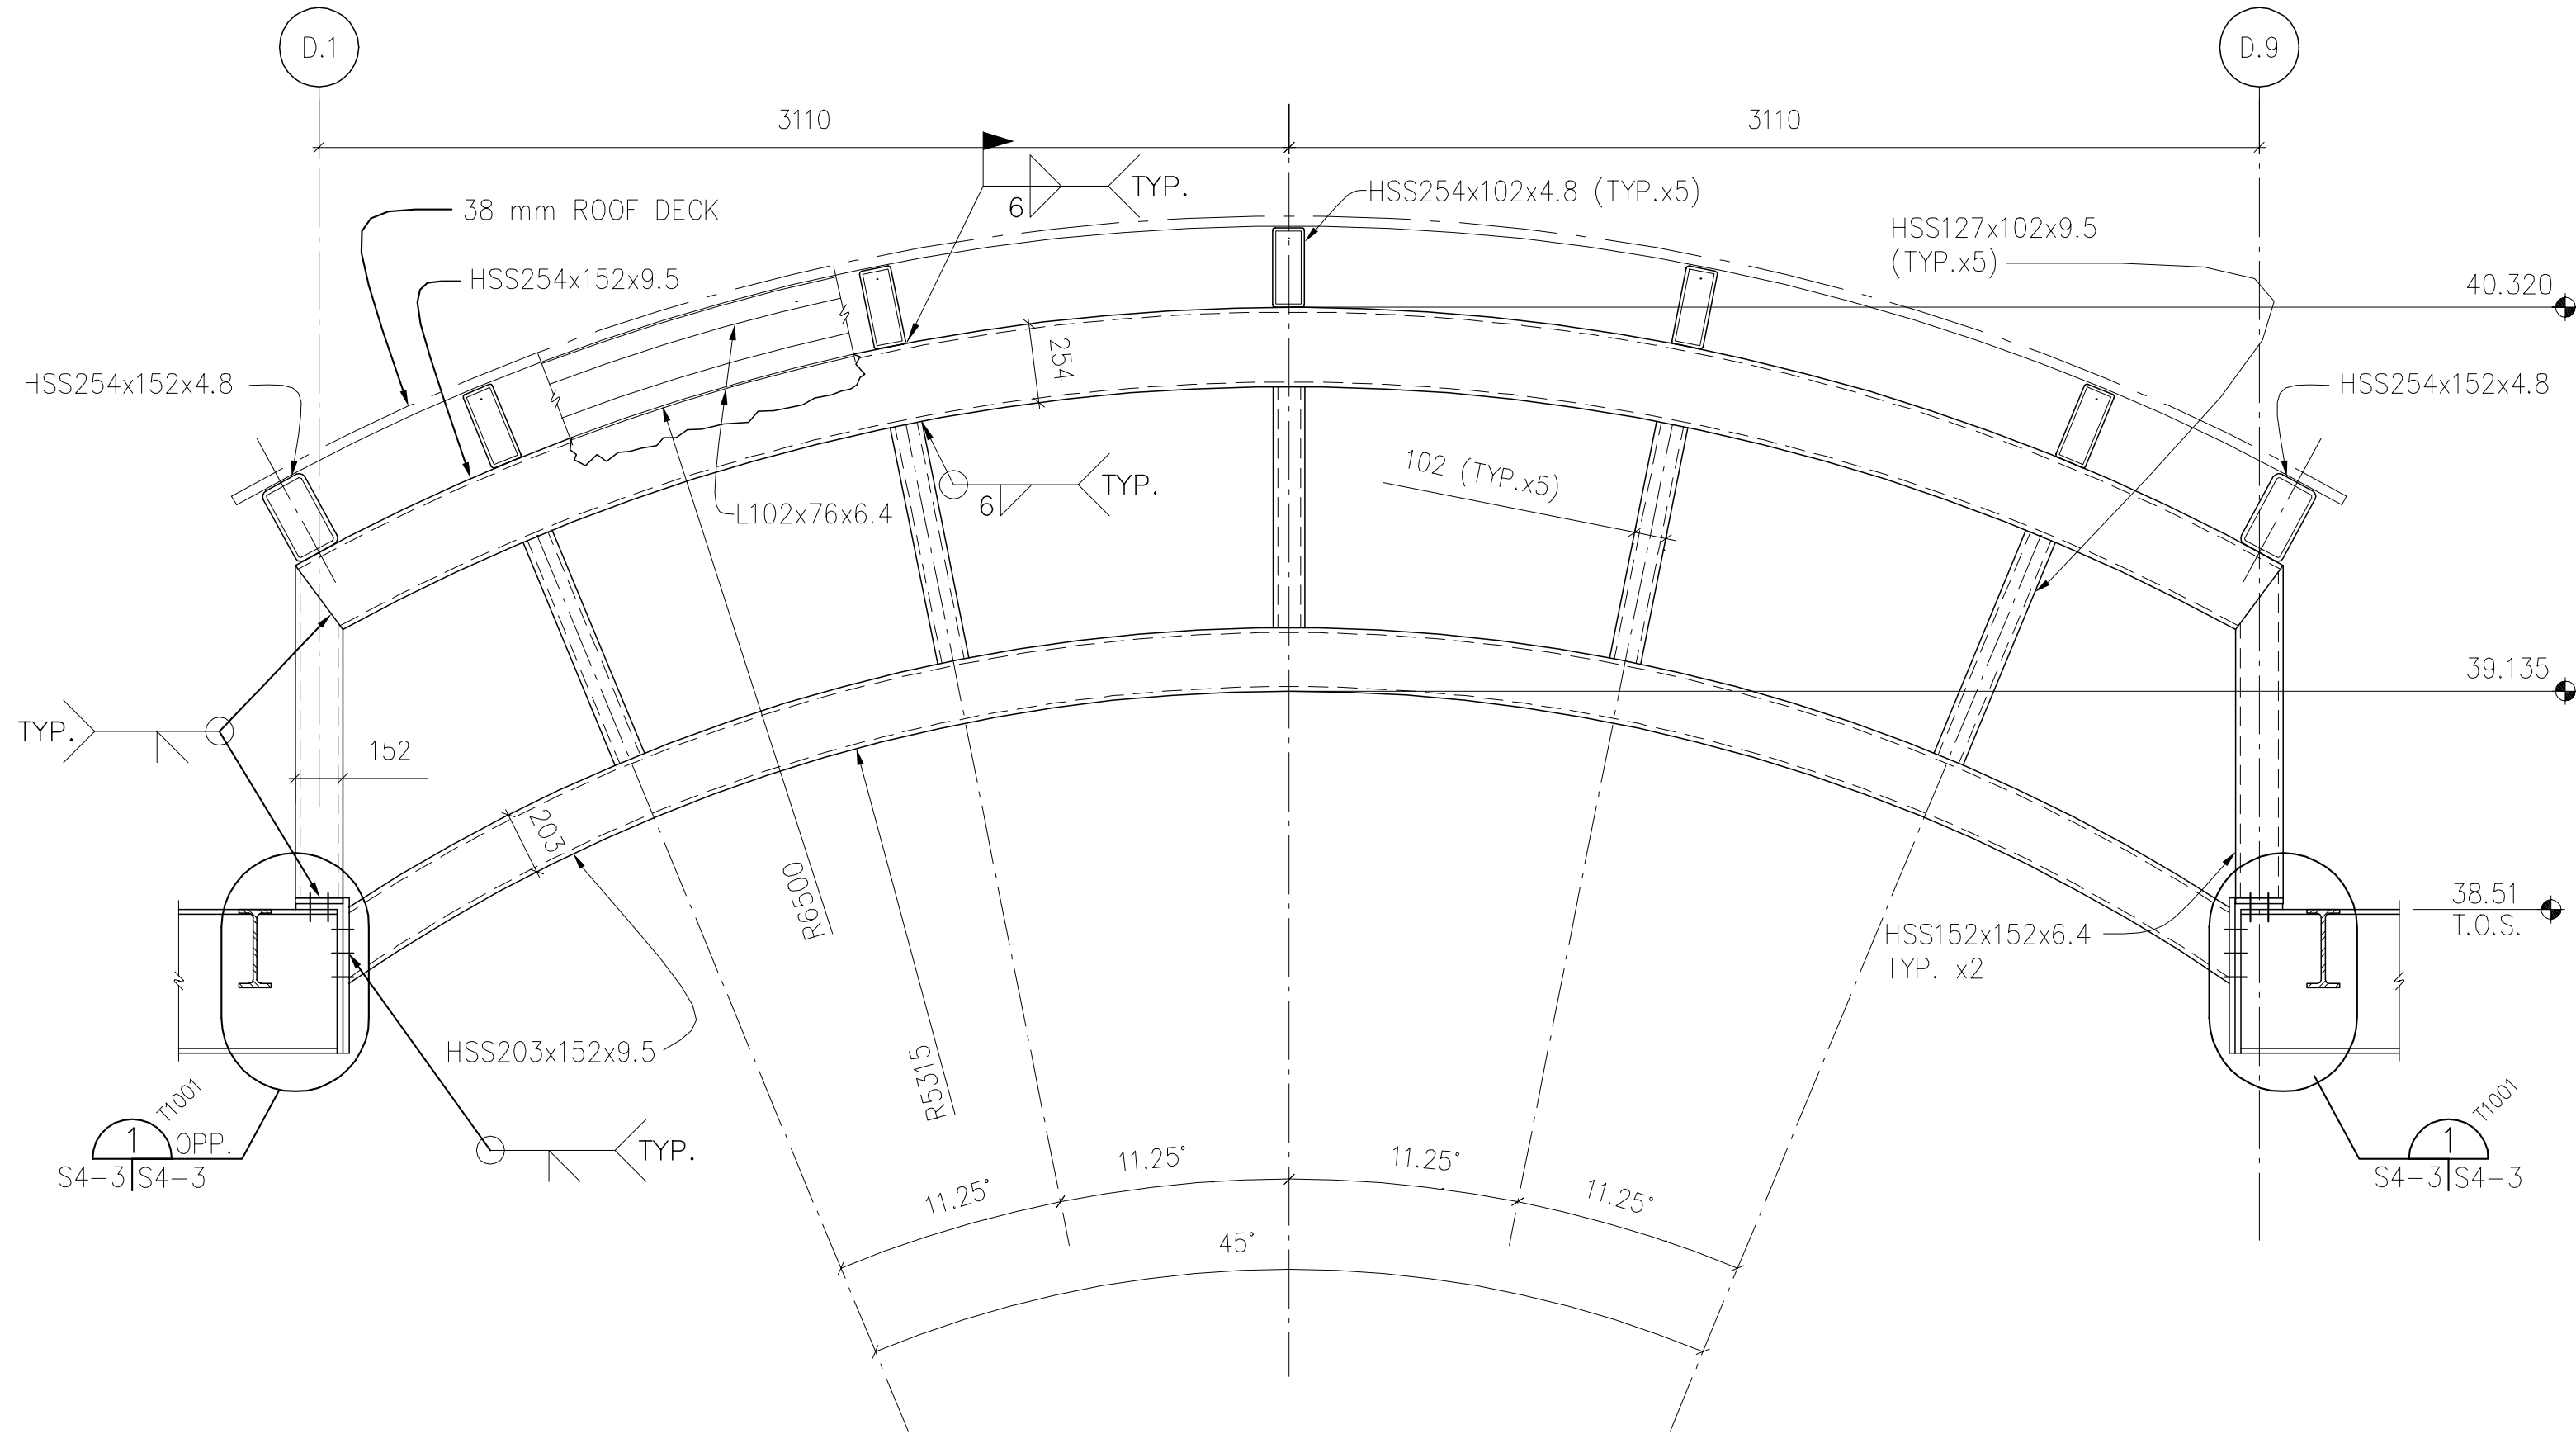 D.1
D.9
3110
3110
TYP.
6
HSS254x102x4.8 (TYP.x5)
38 mm ROOF DECK
HSS127x102x9.5
(TYP.x5)
HSS254x152x9.5
40.320
254
HSS254x152x4.8
HSS254x152x4.8
102 (TYP.x5)
6
TYP.
L102x76x6.4
39.135
TYP.
152
203
R6500
38.51
T.O.S.
HSS152x152x6.4
TYP. x2
HSS203x152x9.5
R5315
T1001
1
OPP.
S4-3
S4-3
TYP.
11.25°
11.25°
11.25°
11.25°
45°
T1001
1
S4-3
S4-3